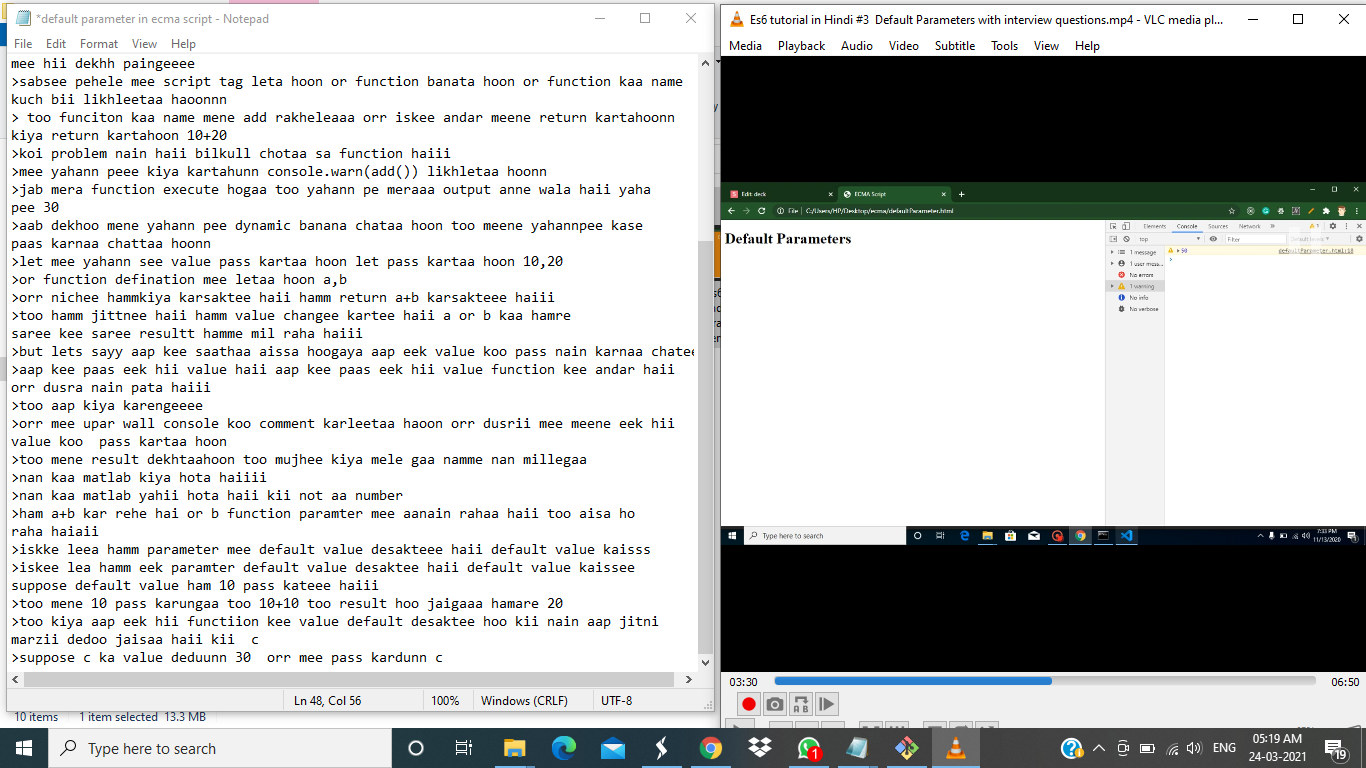 *default parameter in ecma script - Notepad
File Edit Format View Help
mee hii dekhh paingeeee
>sabsee pehele mee script tag leta hoon or function banata hoon or function kaa name
kuch bii likhleetaa haoonnn
> too funciton kaa name mene add rakheleaaa orr iskee andar meene return kartahoonn
kiya return kartahoon 10+20
>koi problem nain haii bilkull chotaa sa function haiii
>mee yahann peee kiya kartahunn console.warn(add()) likhletaa hoonn
>jab mera function execute hogaa too yahann pe meraaa output anne wala haii yaha
pee 30
>aab dekhoo mene yahann pee dynamic banana chataa hoon too meene yahannpee kase
paas karnaa chattaa hoonn
>let mee yahann see value pass kartaa hoon let pass kartaa hoon 10,20
>or function defination mee letaa hoon a,b
>orr nichee hammkiya karsaktee haii hamm return a+b karsakteee haiii
>too hamm jittnee haii hamm value changee kartee haii a or b kaa hamre
saree kee saree resultt hamme mil raha haiii
>but lets sayy aap kee saathaa aissa hoogaya aap eek value koo pass nain karnaa chatee
>aap kee paas eek hii value haii aap kee paas eek hii value function kee andar haii
orr dusra nain pata haiii
>too aap kiya karengeeee
>orr mee upar wall console koo comment karleetaa haoon orr dusrii mee meene eek hii
value koo  pass kartaa hoon
>too mene result dekhtaahoon too mujhee kiya mele gaa namme nan millegaa
>nan kaa matlab kiya hota haiiii
>nan kaa matlab yahii hota haii kii not aa number
>ham a+b kar rehe hai or b function paramter mee aanain rahaa haii too aisa ho
raha haiaii
>iskke leea hamm parameter mee default value desakteee haii default value kaisss
>iskee lea hamm eek paramter default value desaktee haii default value kaissee
suppose default value ham 10 pass kateee haiii
>too mene 10 pass karungaa too 10+10 too result hoo jaigaaa hamare 20
>too kiya aap eek hii functiion kee value default desaktee hoo kii nain aap jitni
marzii dedoo jaisaa haii kii  c
>suppose c ka value deduunn 30  orr mee pass kardunn c
Ln 48, Col 56 100% Windows (CRLF) UTF-8
10 items 1 item selected 13.3 MB
Es6 tutorial in Hindi #3 Default Parameters with interview questions.mp4 - VLC media pl...
Media Playback Audio Video Subtitle Tools View Help
Edit: deck ECMA Script
File C:/Users/HP/Desktop/ecma/defaultParameter.html
Default Parameters
Elements Console Sources Network
top Filter
1 message
1 user mess...
No errors
1 warning
No info
No verbose
50
defaultParameter.html:18
Type here to search
7:33 PM
11/13/2020
03:30 06:50
Type here to search
1
ENG
05:19 AM
24-03-2021
19